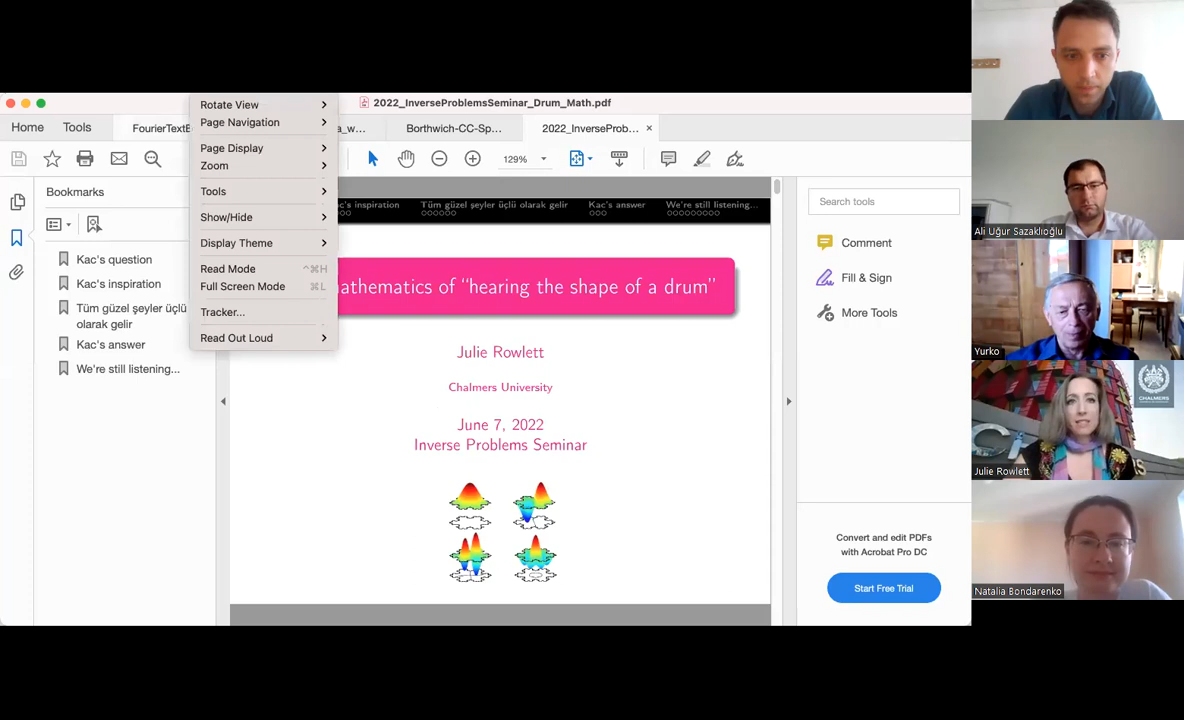 2022_InverseProblemsSeminar_Drum_Math.pdf
Home
Tools
FourierTextB
a_w...
Borthwich-CC-Sp...
2022_InverseProb...
129%
Bookmarks
Kac's question
Kac's inspiration
Tüm güzel şeyler üçlü
olarak gelir
Kac's answer
We're still listening...
Rotate View
Page Navigation
Page Display
Zoom
Tools
Show/Hide
Display Theme
Read Mode ^⌘H
Full Screen Mode ⌘L
Tracker...
Read Out Loud
c's inspiration
Tüm güzel şeyler üçlü olarak gelir
Kac's answer
We're still listening...
athematics of “hearing the shape of a drum”
Julie Rowlett
Chalmers University
June 7, 2022
Inverse Problems Seminar
Search tools
Comment
Fill & Sign
More Tools
Convert and edit PDFs
with Acrobat Pro DC
Start Free Trial
Ali Uğur Sazaklıoğlu
Yurko
CHALMERS
Julie Rowlett
Natalia Bondarenko